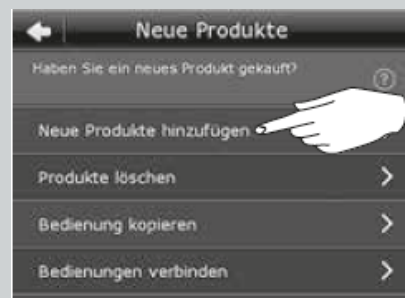 Neue Produkte
Haben Sie ein neues Produkt gekauft?
?
Neue Produkte hinzufügen
Produkte löschen
Bedienung kopieren
Bedienungen verbinden